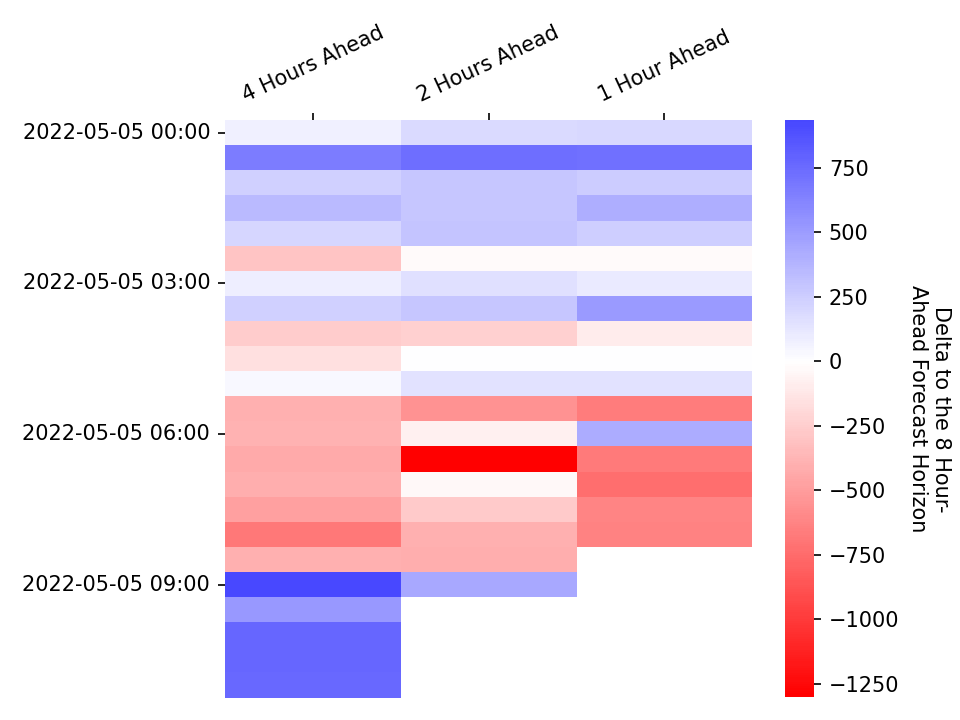 4 Hours Ahead
2 Hours Ahead
1 Hour Ahead
2022-05-05 00:00
2022-05-05 03:00
2022-05-05 06:00
2022-05-05 09:00
750
500
250
0
−250
−500
−750
−1000
−1250
Delta to the 8 Hour-
Ahead Forecast Horizon